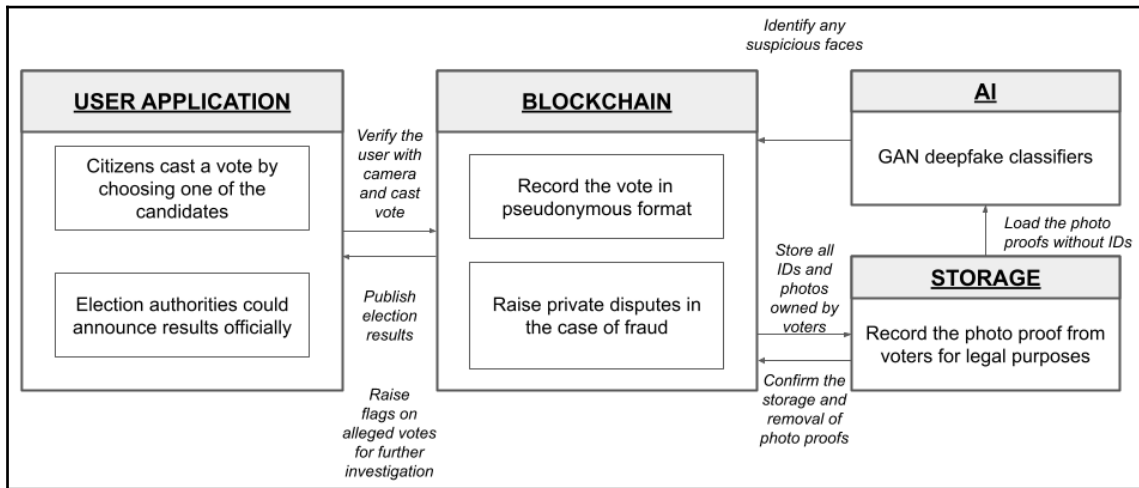 Identify any
suspicious faces
USER APPLICATION
BLOCKCHAIN
AI
Citizens cast a vote by
choosing one of the
candidates
Verify the
user with
camera
and cast
vote
Record the vote in
pseudonymous format
GAN deepfake classifiers
Load the photo
proofs without IDs
Election authorities could
announce results officially
Publish
election
results
Raise private disputes in
the case of fraud
Store all
IDs and
photos
owned by
voters
STORAGE
Record the photo proof from
voters for legal purposes
Raise
flags on
alleged votes
for further
investigation
Confirm the
storage and
removal of
photo proofs